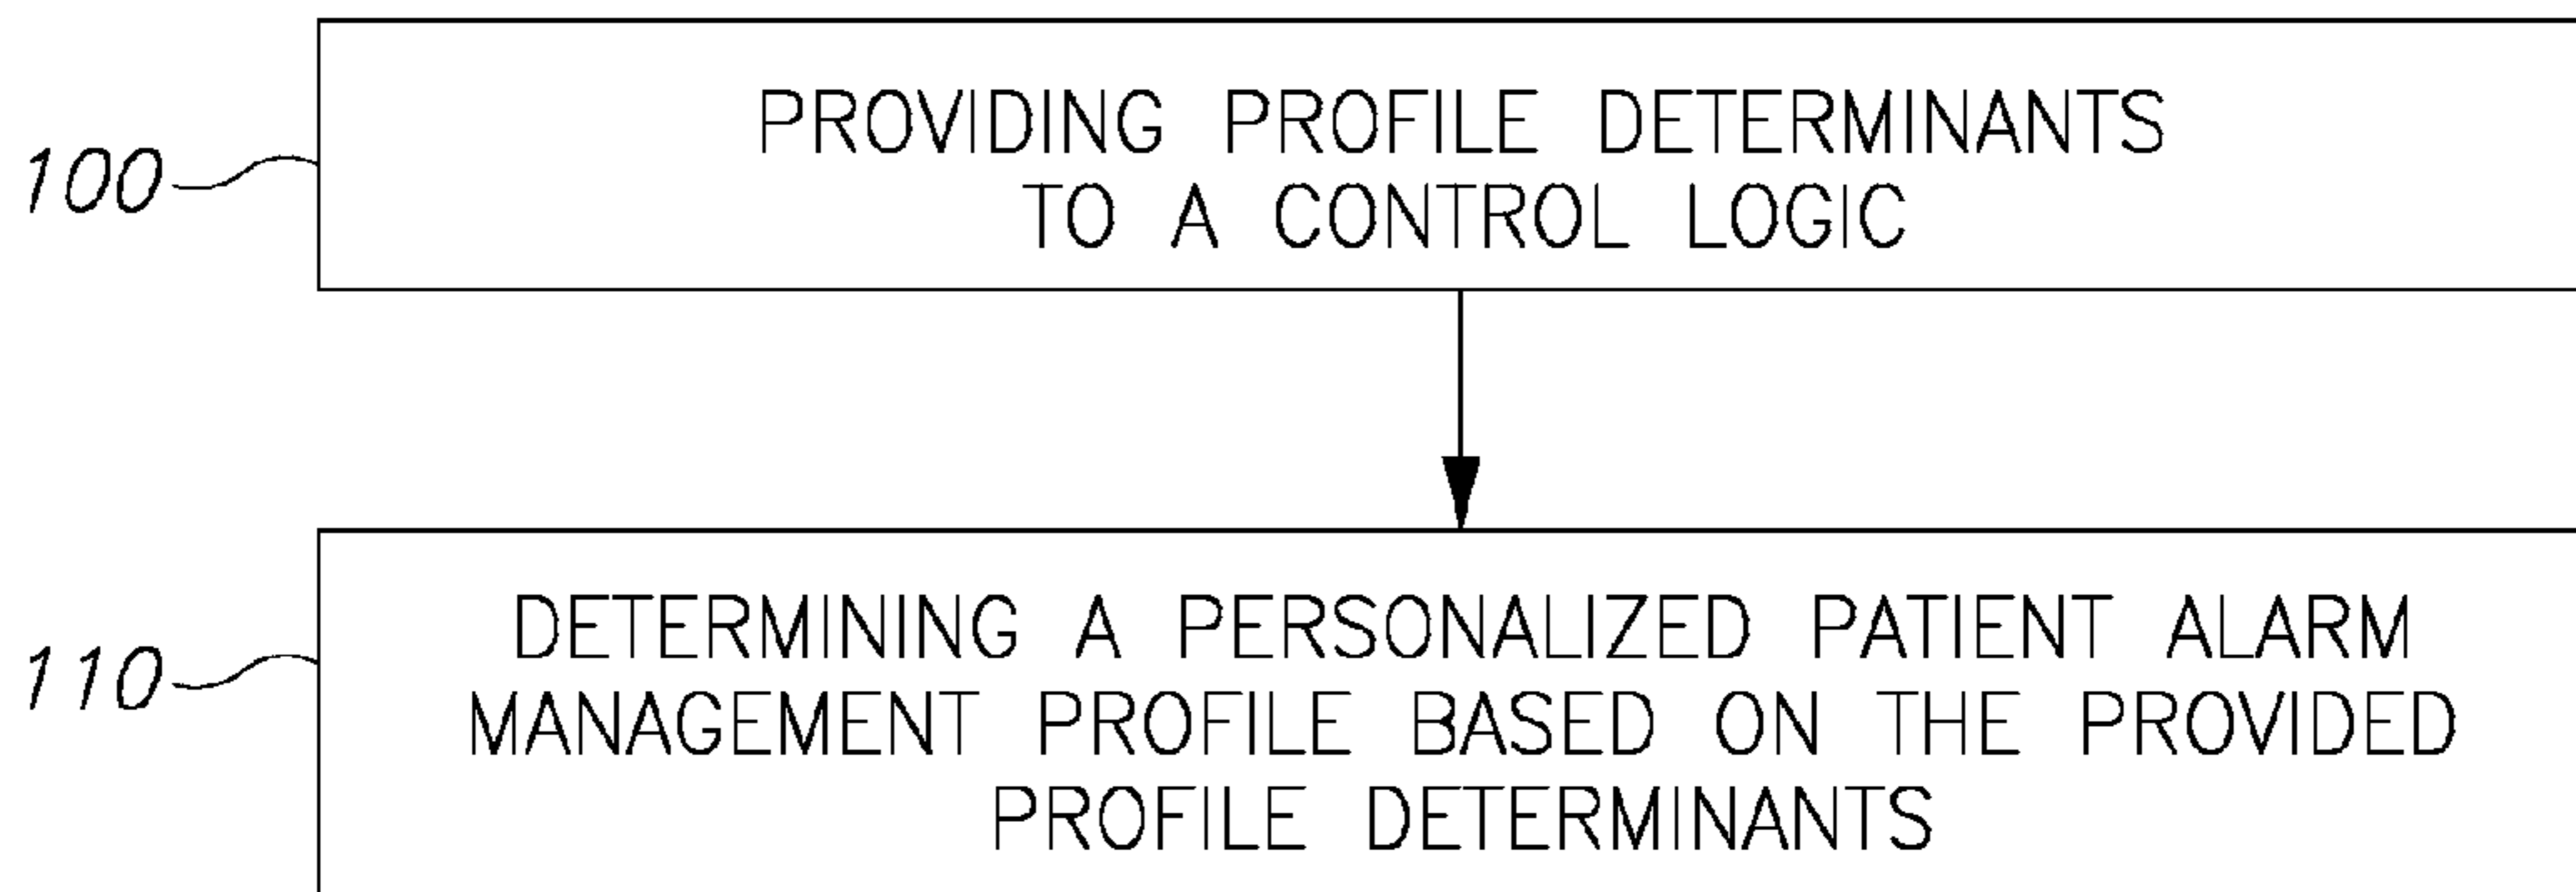 PROVIDING PROFILE DETERMINANTS
100
TO A CONTROL LOGIC
DETERMINING A PERSONALIZED PATIENT ALARM
110
MANAGEMENT PROFILE BASED ON THE PROVIDED
PROFILE DETERMINANTS